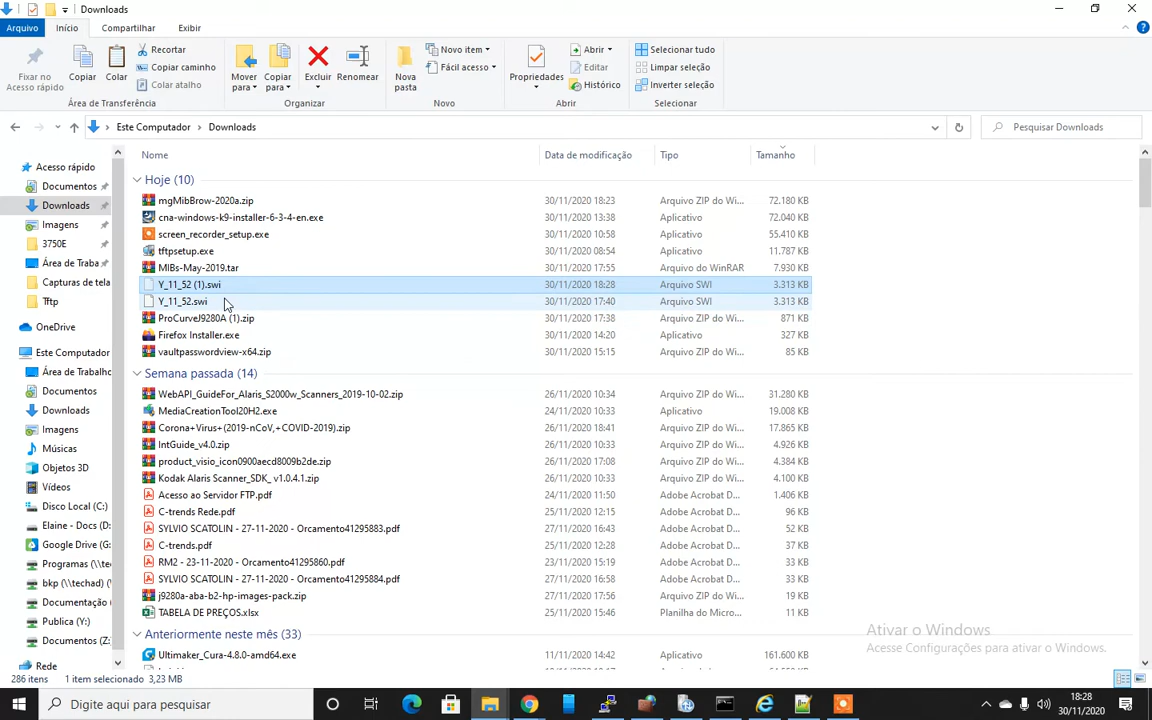 Downloads
Arquivo Início Compartilhar Exibir
Fixar no Acesso rápido
Copiar
Colar
Recortar
Copiar caminho
Colar atalho
Área de Transferência
Mover para
Copiar para
Excluir
Renomear
Organizar
Nova pasta
Novo item
Fácil acesso
Novo
Propriedades
Abrir
Editar
Histórico
Abrir
Selecionar tudo
Limpar seleção
Inverter seleção
Selecionar
Este Computador > Downloads
Pesquisar Downloads
Acesso rápido
Documentos
Downloads
Imagens
3750E
Área de Traba
Capturas de tela
Tftp
OneDrive
Este Computador
Área de Trabalho
Documentos
Downloads
Imagens
Músicas
Objetos 3D
Vídeos
Disco Local (C:)
Elaine - Docs (D:
Google Drive (G:
Programas (\\tec
bkp (\\techad) (
Documentação
Publica (Y:)
Documentos (Z:
Rede
Nome Data de modificação Tipo Tamanho
Hoje (10)
mgMibBrow-2020a.zip 30/11/2020 18:23 Arquivo ZIP do Wi... 72.180 KB
cna-windows-k9-installer-6-3-4-en.exe 30/11/2020 13:38 Aplicativo 72.040 KB
screen_recorder_setup.exe 30/11/2020 10:58 Aplicativo 55.410 KB
tftpsetup.exe 30/11/2020 08:54 Aplicativo 11.787 KB
MIBs-May-2019.tar 30/11/2020 17:55 Arquivo do WinRAR 7.930 KB
Y_11_52 (1).swi 30/11/2020 18:28 Arquivo SWI 3.313 KB
Y_11_52.swi 30/11/2020 17:40 Arquivo SWI 3.313 KB
ProCurveJ9280A (1).zip 30/11/2020 17:38 Arquivo ZIP do Wi... 871 KB
Firefox Installer.exe 30/11/2020 14:20 Aplicativo 327 KB
vaultpasswordview-x64.zip 30/11/2020 15:15 Arquivo ZIP do Wi... 85 KB
Semana passada (14)
WebAPI_GuideFor_Alaris_S2000w_Scanners_2019-10-02.zip 26/11/2020 10:34 Arquivo ZIP do Wi... 31.280 KB
MediaCreationTool20H2.exe 24/11/2020 10:33 Aplicativo 19.008 KB
Corona+Virus+(2019-nCoV,+COVID-2019).zip 26/11/2020 18:41 Arquivo ZIP do Wi... 17.865 KB
IntGuide_v4.0.zip 26/11/2020 10:33 Arquivo ZIP do Wi... 4.926 KB
product_visio_icon0900aecd8009b2de.zip 26/11/2020 17:08 Arquivo ZIP do Wi... 4.384 KB
Kodak Alaris Scanner_SDK_ v1.0.4.1.zip 26/11/2020 10:33 Arquivo ZIP do Wi... 4.100 KB
Acesso ao Servidor FTP.pdf 24/11/2020 11:50 Adobe Acrobat D... 1.406 KB
C-trends Rede.pdf 25/11/2020 12:15 Adobe Acrobat D... 96 KB
SYLVIO SCATOLIN - 27-11-2020 - Orcamento41295883.pdf 27/11/2020 16:43 Adobe Acrobat D... 52 KB
C-trends.pdf 25/11/2020 12:28 Adobe Acrobat D... 37 KB
RM2 - 23-11-2020 - Orcamento41295860.pdf 23/11/2020 15:19 Adobe Acrobat D... 33 KB
SYLVIO SCATOLIN - 27-11-2020 - Orcamento41295884.pdf 27/11/2020 16:58 Adobe Acrobat D... 33 KB
j9280a-aba-b2-hp-images-pack.zip 27/11/2020 17:56 Arquivo ZIP do Wi... 19 KB
TABELA DE PREÇOS.xlsx 25/11/2020 15:46 Planilha do Micro... 11 KB
Anteriormente neste mês (33)
Ultimaker_Cura-4.8.0-amd64.exe 11/11/2020 14:42 Aplicativo 161.600 KB
Ativar o Windows
Acesse Configurações para ativar o Windows.
286 itens 1 item selecionado 3,23 MB
Digite aqui para pesquisar
18:28
30/11/2020